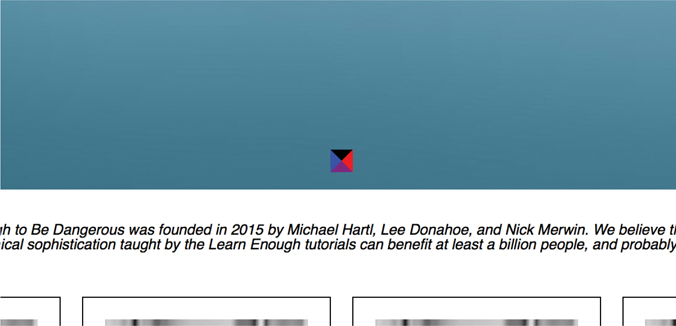 to Be Dangerous was founded in 2015 by Michael Hartl, Lee Donahoe, and Nick Merwin. We believe
sophistication taught by the Learn Enough tutorials can benefit at least a billion people, and probably